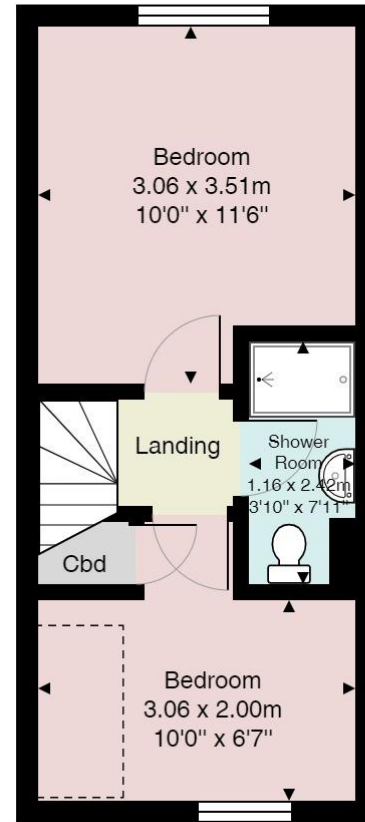 Bedroom
3.06 x 3.51m
10'0" x 11'6"
Landing
Shower
Room
1.16 x 2.42m
3'10" x 7'11"
Cbd
Bedroom
3.06 x 2.00m
10'0" x 6'7"